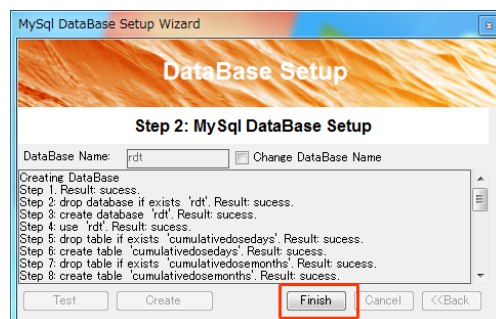 MySql DataBase Setup Wizard
DataBase Setup
Step 2: MySql DataBase Setup
DataBase Name: rdt Change DataBase Name
Creating DataBase
Step 1. Result: sucess.
Step 2: drop database if exists 'rdt'. Result: sucess.
Step 3: create database 'rdt'. Result: sucess.
Step 4: use 'rdt'. Result: sucess.
Step 5: drop table if exists 'cumulativedosedays'. Result: sucess.
Step 6: create table 'cumulativedosedays'. Result: sucess.
Step 7: drop table if exists 'cumulativedosemonths'. Result: sucess.
Step 8: create table 'cumulativedosemonths'. Result: sucess.
Test Create Finish Cancel <<Back